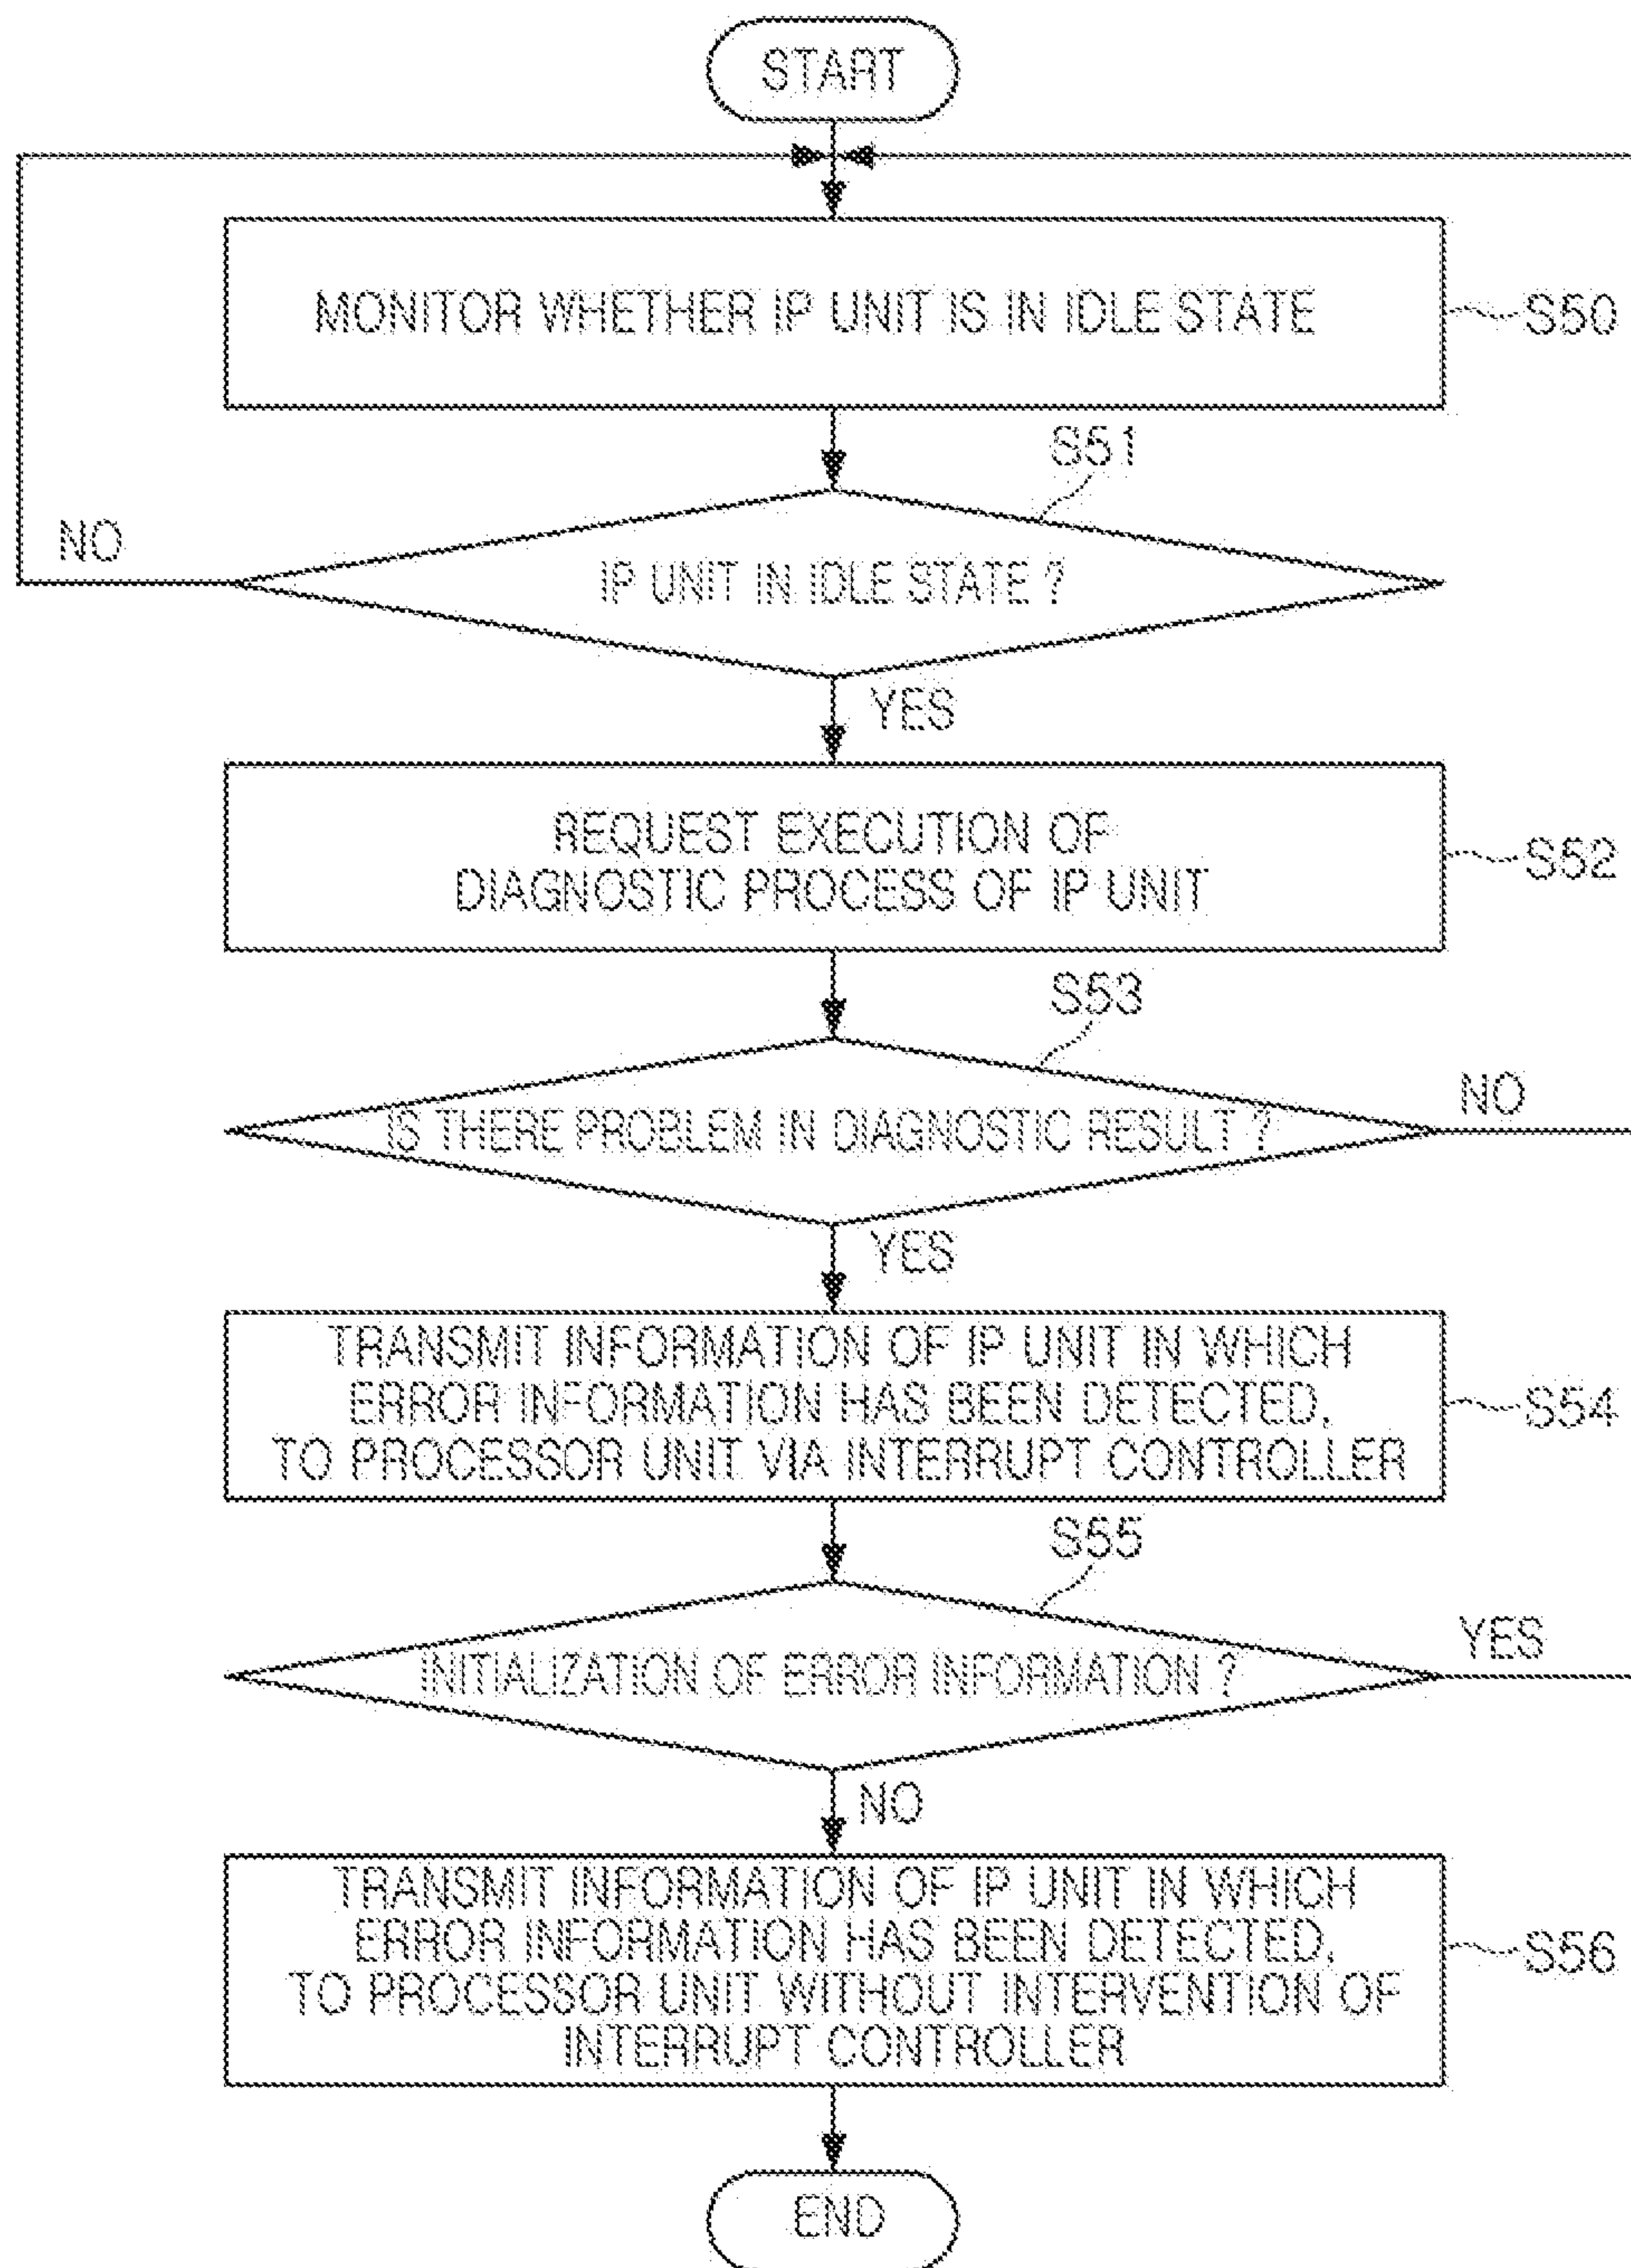 START
MONITOR WHETHER IP UNIT IS IN IDLE STATE
S50
S51
NO
IP UNIT IN IDLE STATE ?
YES
REQUEST EXECUTION OF
DIAGNOSTIC PROCESS OF IP UNIT
S52
S53
NO
IS THERE PROBLEM IN DIAGNOSTIC RESULT ?
YES
TRANSMIT INFORMATION OF IP UNIT IN WHICH
ERROR INFORMATION HAS BEEN DETECTED,
TO PROCESSOR UNIT VIA INTERRUPT CONTROLLER
S54
S55
YES
INITIALIZATION OF ERROR INFORMATION ?
NO
TRANSMIT INFORMATION OF IP UNIT IN WHICH
ERROR INFORMATION HAS BEEN DETECTED,
TO PROCESSOR UNIT WITHOUT INTERVENTION OF
INTERRUPT CONTROLLER
S56
END